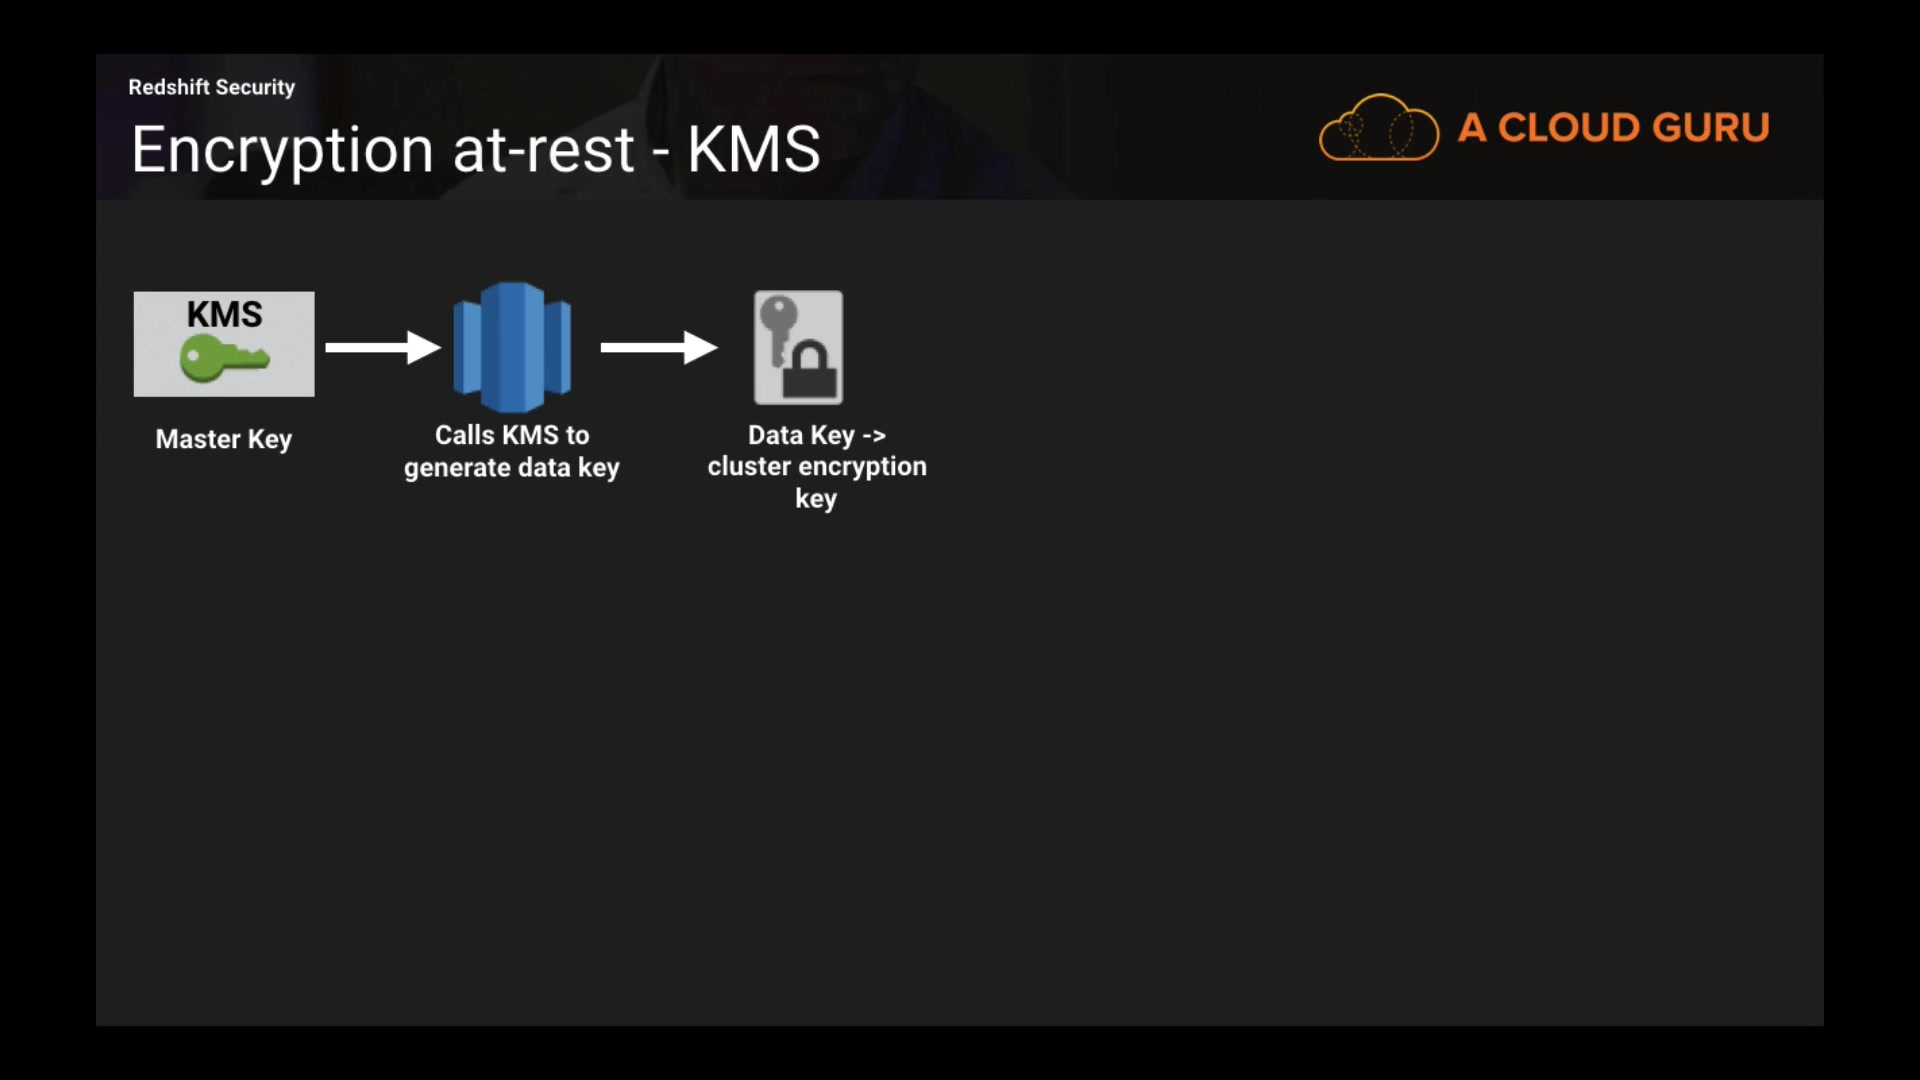 Redshift Security
Encryption at-rest - KMS
A CLOUD GURU
KMS
Master Key
Calls KMS to
generate data key
Data Key ->
cluster encryption
key